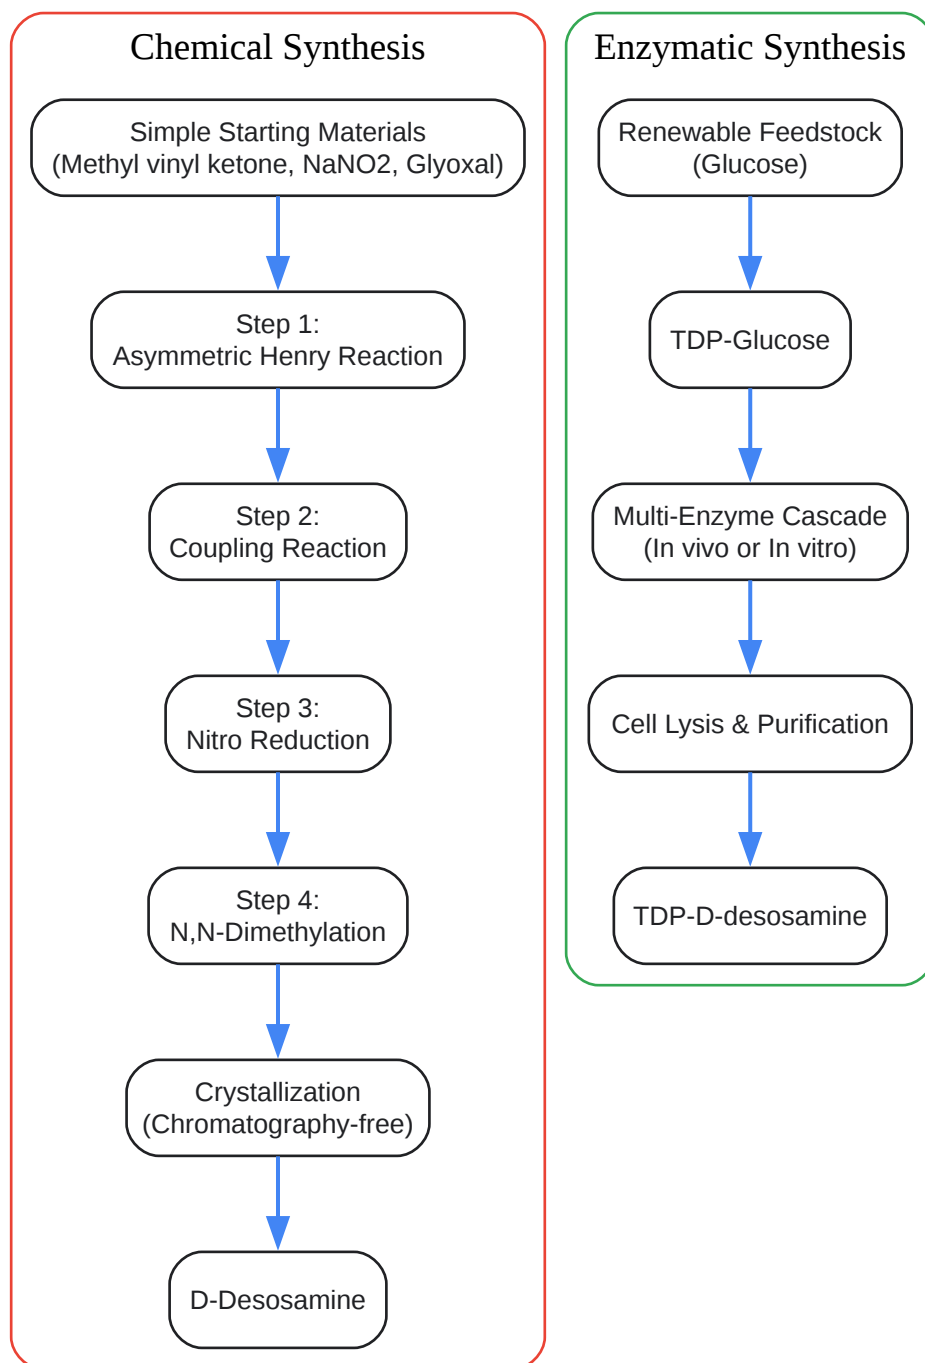 Chemical Synthesis
Simple Starting Materials
(Methyl vinyl ketone, NaNO2, Glyoxal)
Step 1:
Asymmetric Henry Reaction
Step 2:
Coupling Reaction
Step 3:
Nitro Reduction
Step 4:
N,N-Dimethylation
Crystallization
(Chromatography-free)
D-Desosamine
Enzymatic Synthesis
Renewable Feedstock
(Glucose)
TDP-Glucose
Multi-Enzyme Cascade
(In vivo or In vitro)
Cell Lysis & Purification
TDP-D-desosamine